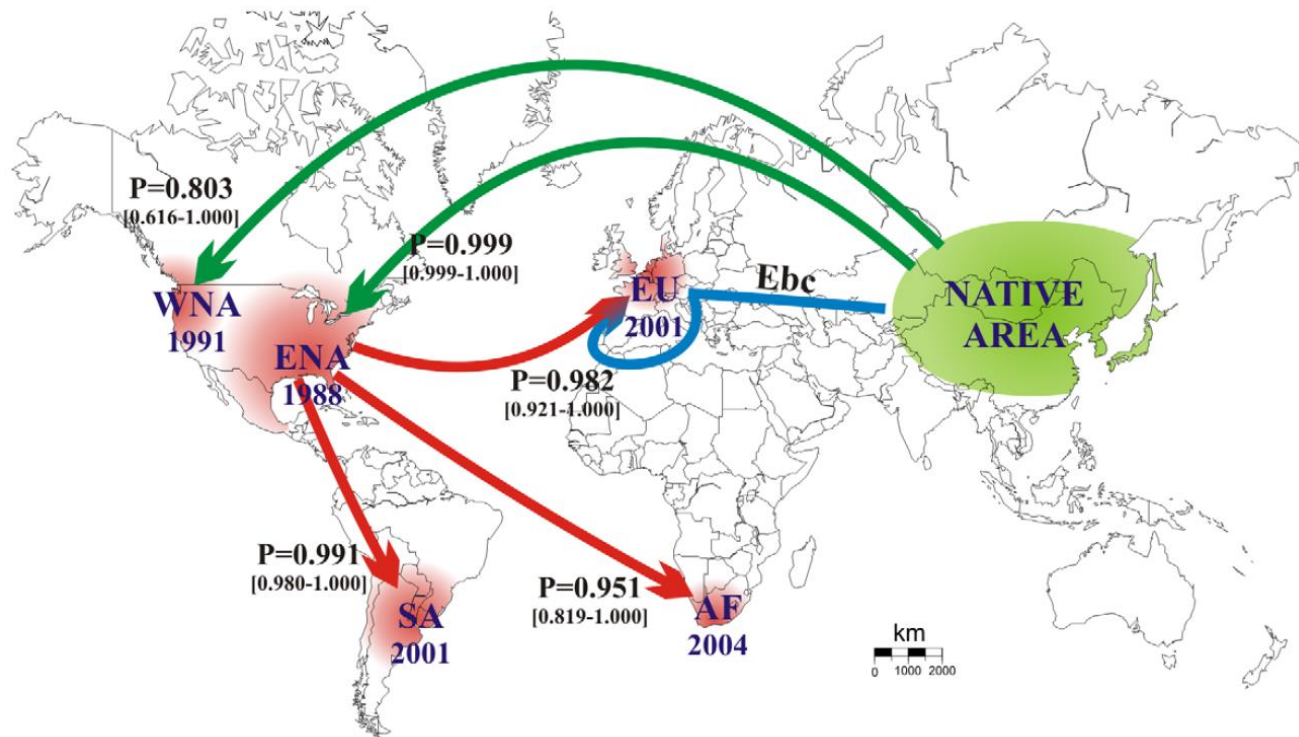 P=0.803
[0.616-1.000]
P=0.999
[0.999-1.000]
WNA
1991
ENA
1988
EU
2001
Ebc
NATIVE
AREA
P=0.982
[0.921-1.000]
P=0.991
[0.980-1.000]
SA
2001
P=0.951
[0.819-1.000]
AF
2004
km
0 1000 2000